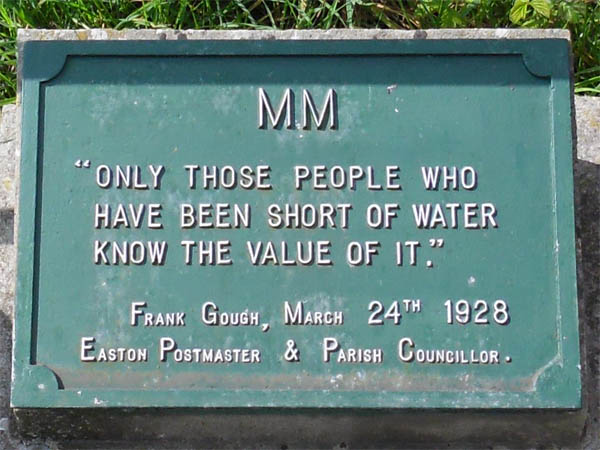 MM
“ONLY THOSE PEOPLE WHO
HAVE BEEN SHORT OF WATER
KNOW THE VALUE OF IT.”
FRANK GOUGH, MARCH 24TH 1928
EASTON POSTMASTER & PARISH COUNCILLOR.